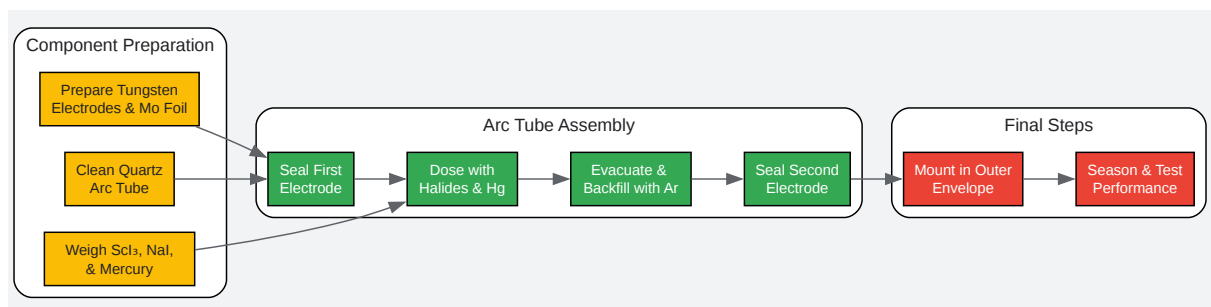 Component Preparation
Prepare Tungsten
Electrodes & Mo Foil
Clean Quartz
Arc Tube
Weigh ScI₃, NaI,
& Mercury
Arc Tube Assembly
Seal First
Electrode
Dose with
Halides & Hg
Evacuate &
Backfill with Ar
Seal Second
Electrode
Final Steps
Mount in Outer
Envelope
Season & Test
Performance